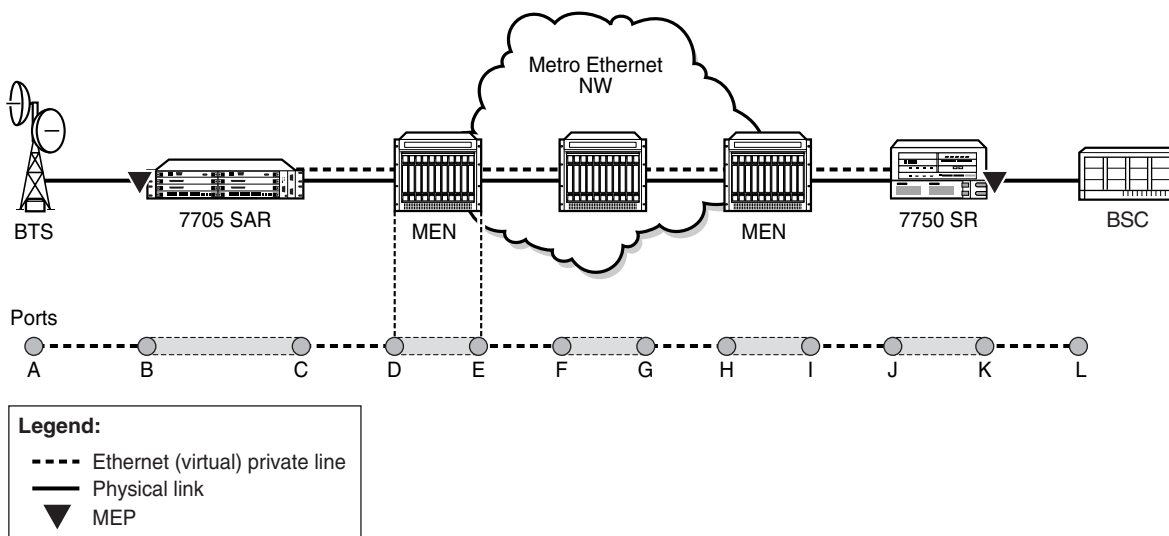 Metro Ethernet
NW
BTS
7705 SAR
MEN
MEN
7750 SR
BSC
Ports
A
B
C
D
E
F
G
H
I
J
K
L
Legend:
Ethernet (virtual) private line
Physical link
MEP